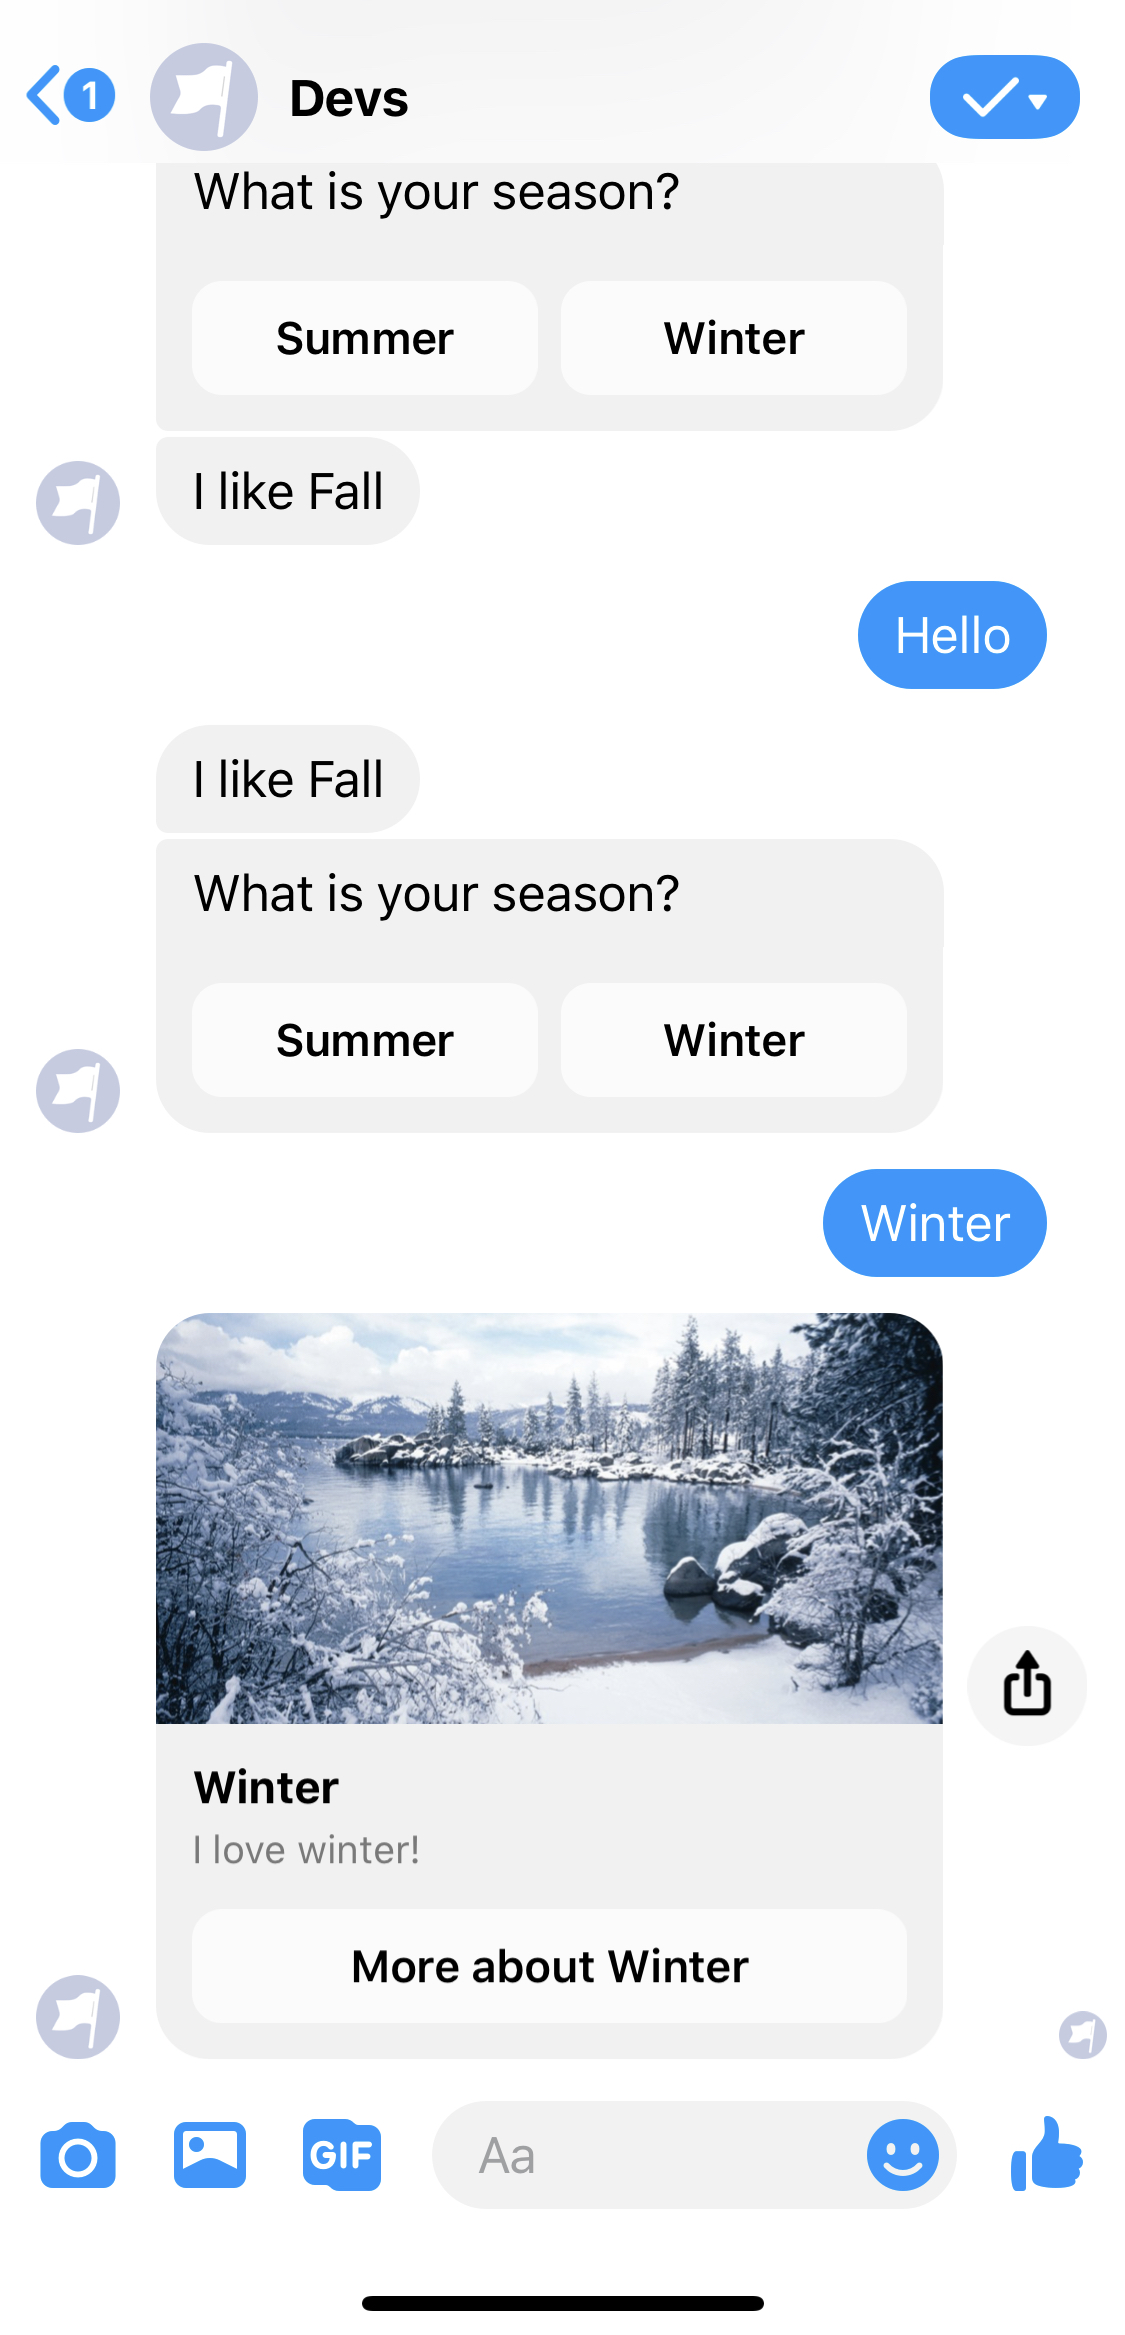 1
Devs
What is your season?
Summer
Winter
I like Fall
Hello
I like Fall
What is your season?
Summer
Winter
Winter
Winter
I love winter!
More about Winter
GIF
Aa